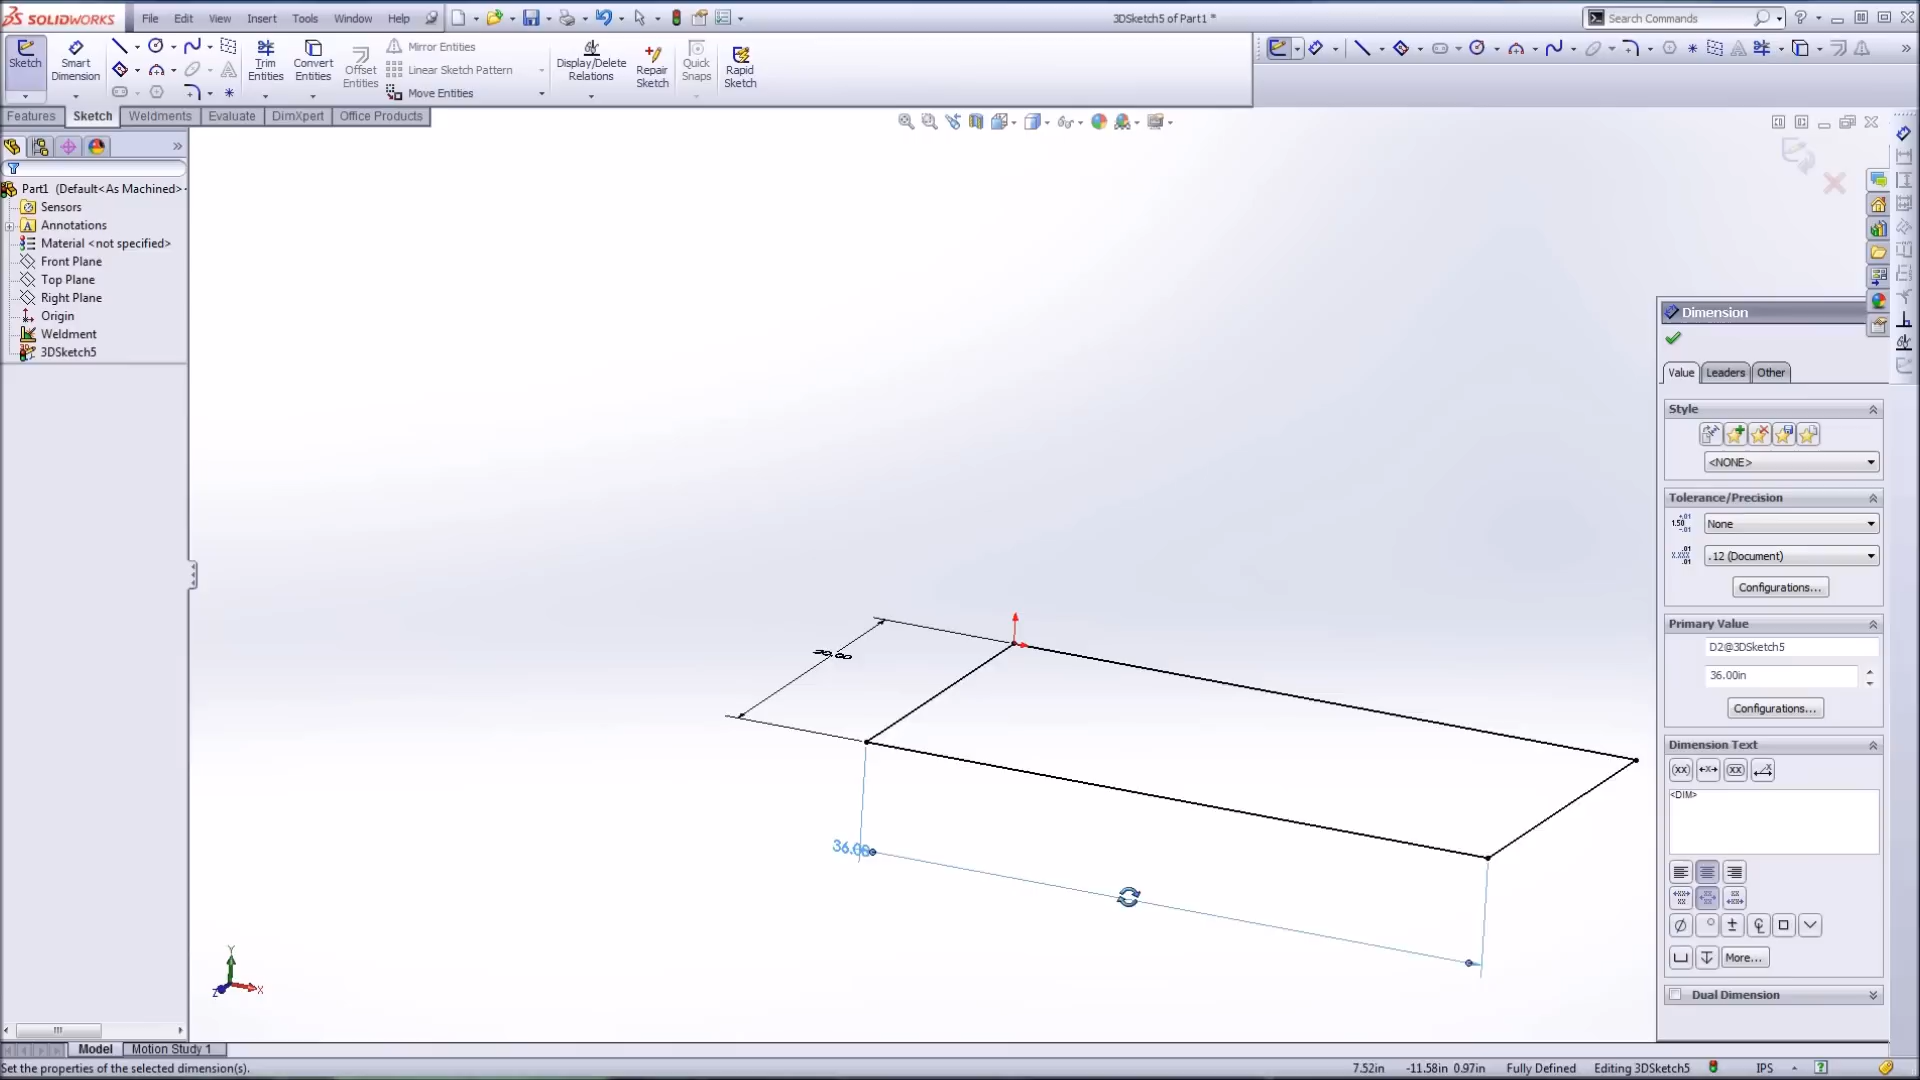 SOLIDWORKS
File Edit View Insert Tools Window Help
3DSketch5 of Part1 *
Search Commands
Sketch
Smart Dimension
Trim Entities
Convert Entities
Offset Entities
Mirror Entities
Linear Sketch Pattern
Move Entities
Display/Delete Relations
Repair Sketch
Quick Snaps
Rapid Sketch
Features Sketch Weldments Evaluate DimXpert Office Products
Part1 (Default<As Machined>
Sensors
Annotations
Material <not specified>
Front Plane
Top Plane
Right Plane
Origin
Weldment
3DSketch5
Dimension
Value Leaders Other
Style
<NONE>
Tolerance/Precision
None
.12 (Document)
Configurations...
Primary Value
D2@3DSketch5
36.00in
Configurations...
Dimension Text
<DIM>
More...
Dual Dimension
36.00
Y
Z
X
Model Motion Study 1
Set the properties of the selected dimension(s).
7.52in -11.58in 0.97in Fully Defined Editing 3DSketch5 IPS